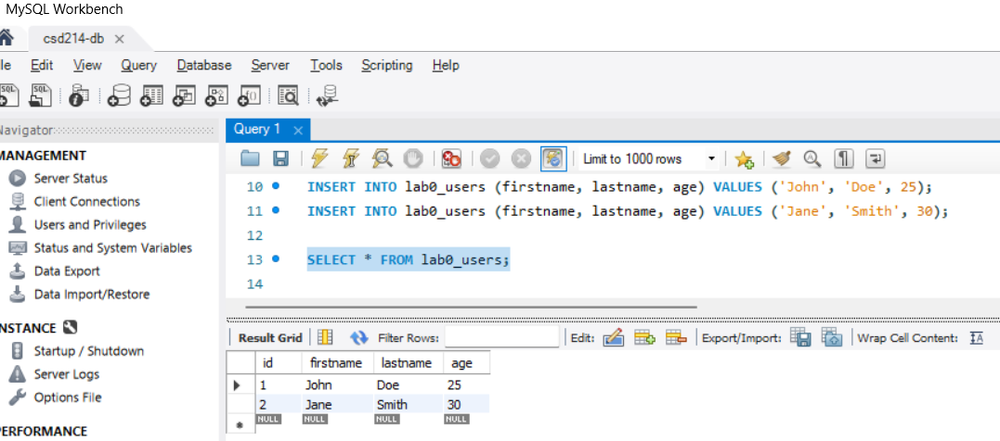 MySQL Workbench
csd214-db
le Edit View Query Database Server Tools Scripting Help
Navigator
Query 1
MANAGEMENT
Server Status
Client Connections
Users and Privileges
Status and System Variables
Data Export
Data Import/Restore
INSTANCE
Startup / Shutdown
Server Logs
Options File
PERFORMANCE
Limit to 1000 rows
10 INSERT INTO lab0_users (firstname, lastname, age) VALUES ('John', 'Doe', 25);
11 INSERT INTO lab0_users (firstname, lastname, age) VALUES ('Jane', 'Smith', 30);
12
13 SELECT * FROM lab0_users;
14
Result Grid Filter Rows: Edit: Export/Import: Wrap Cell Content: IA
id firstname lastname age
1 John Doe 25
2 Jane Smith 30
NULL NULL NULL NULL